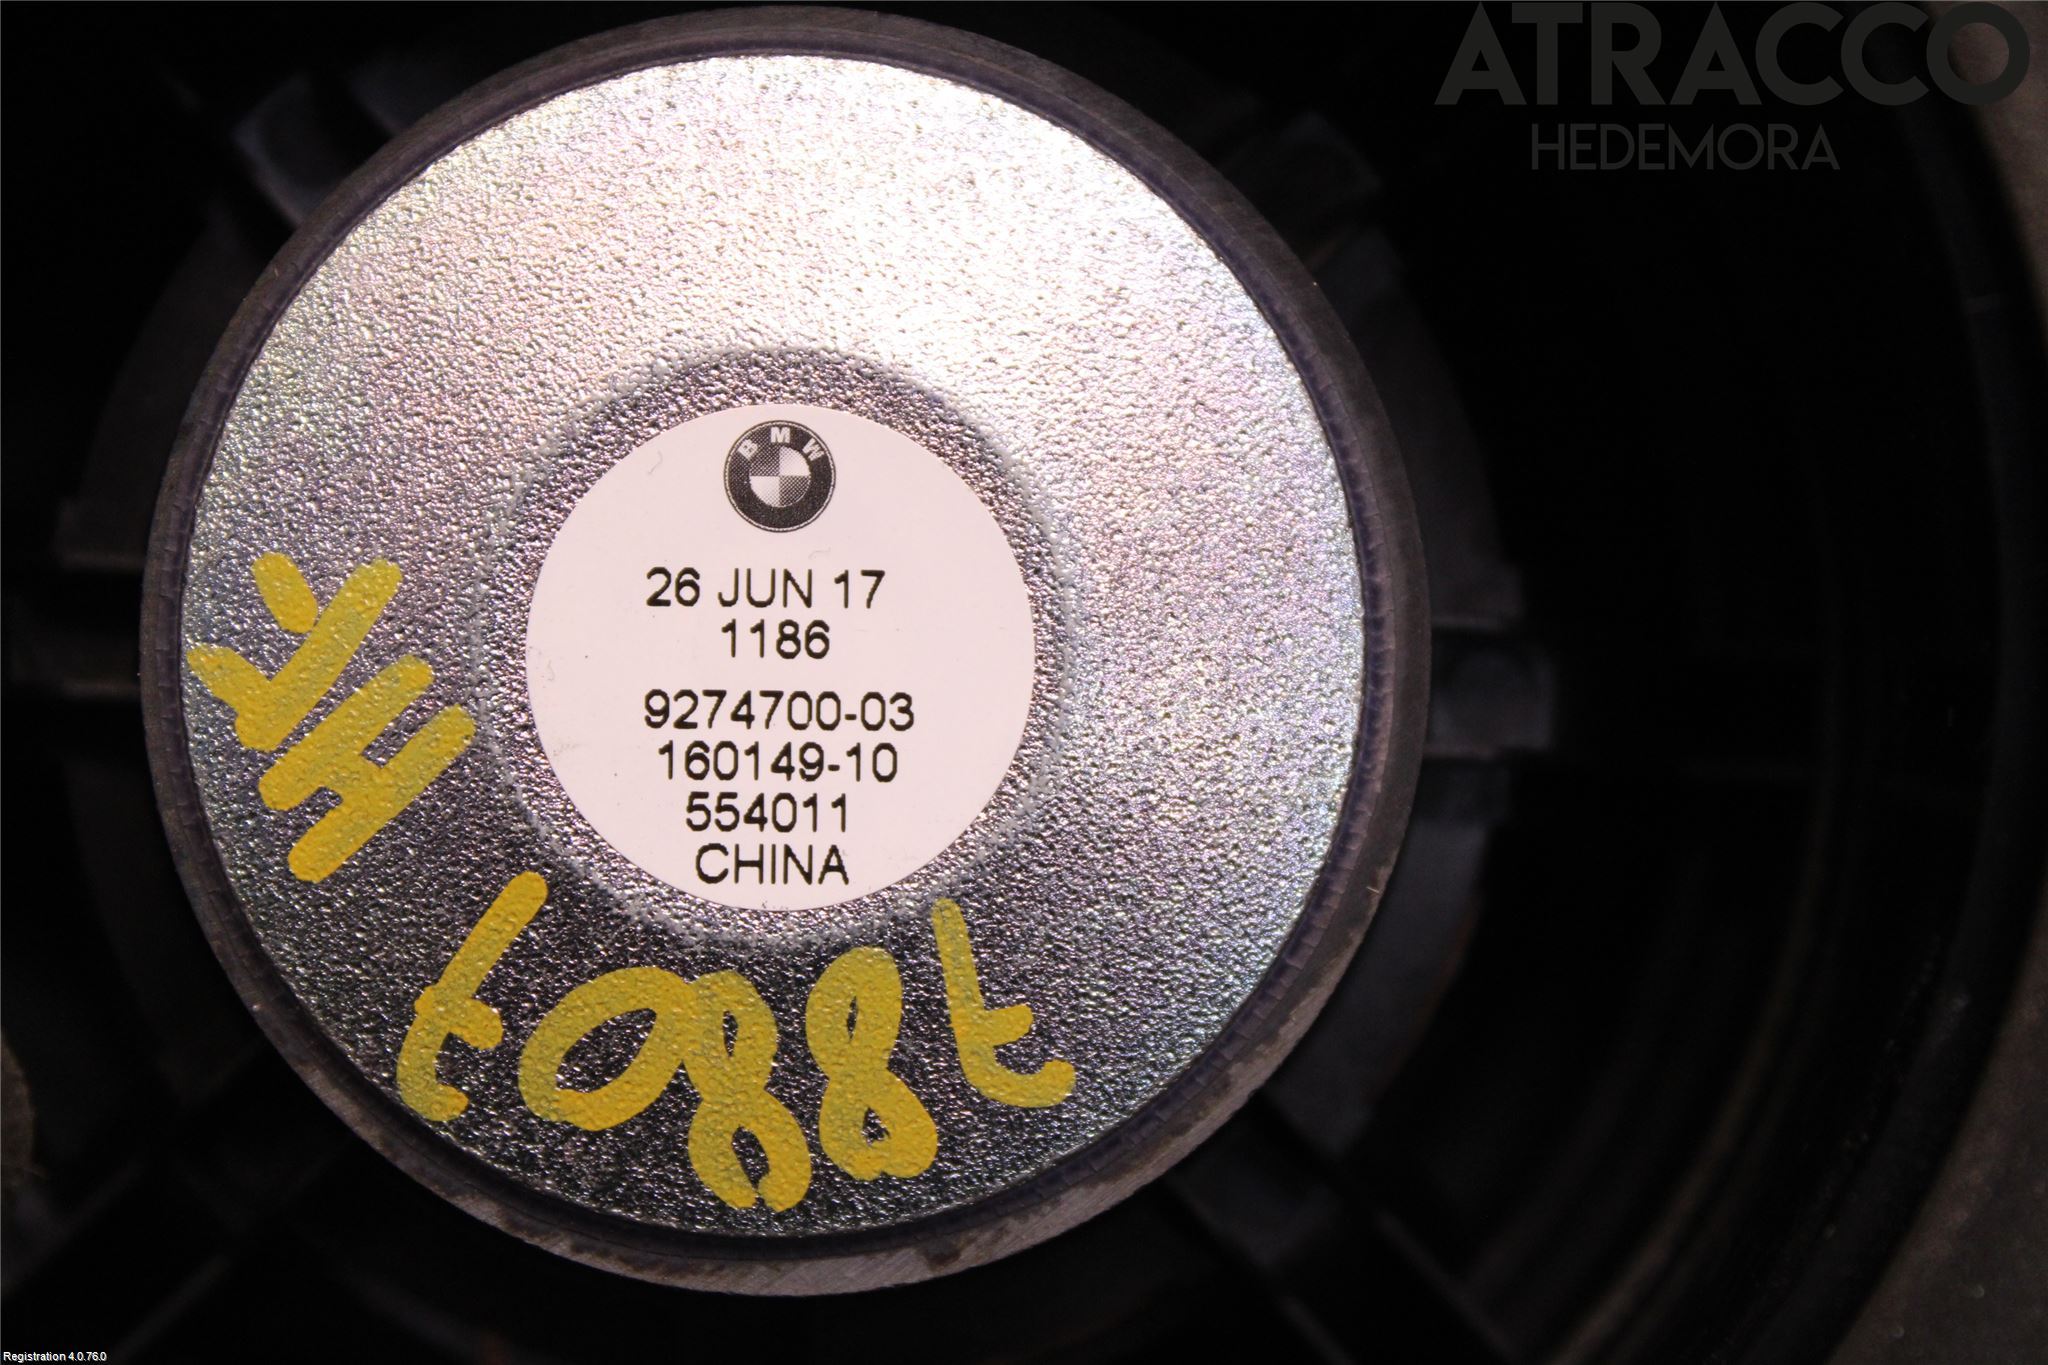 ATRACCO
HEDEMORA
BMW
26 JUN 17
1186
9274700-03
160149-10
554011
CHINA
Registration 4.0.76.0